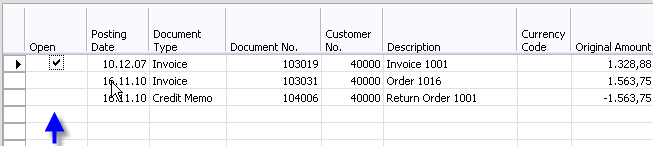 Open Posting Date Document Type Document No. Customer No. Description Currency Code Original Amount
10.12.07 Invoice 103019 40000 Invoice 1001 1.328,88
16.11.10 Invoice 103031 40000 Order 1016 1.563,75
16.11.10 Credit Memo 104006 40000 Return Order 1001 -1.563,75